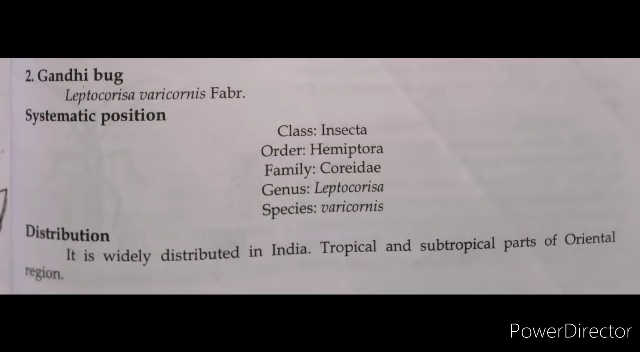 2. Gandhi bug
Leptocorisa varicornis Fabr.
Systematic position
Class: Insecta
Order: Hemiptora
Family: Coreidae
Genus: Leptocorisa
Species: varicornis
Distribution
It is widely distributed in India. Tropical and subtropical parts of Oriental
region.
PowerDirector